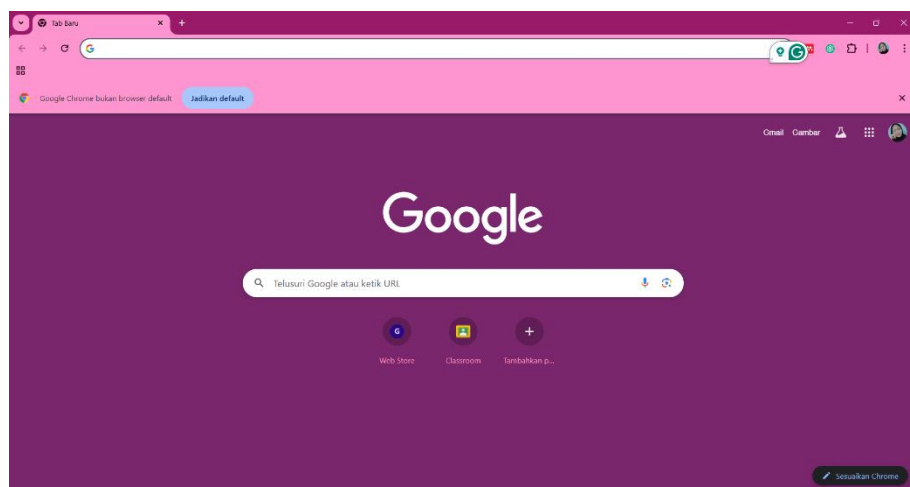 Tab Baru
Google Chrome bukan browser default Jadikan default
Gmail Gambar
Google
Telusuri Google atau ketik URL
Web Store Classroom Tambahkan p...
Sesuaikan Chrome